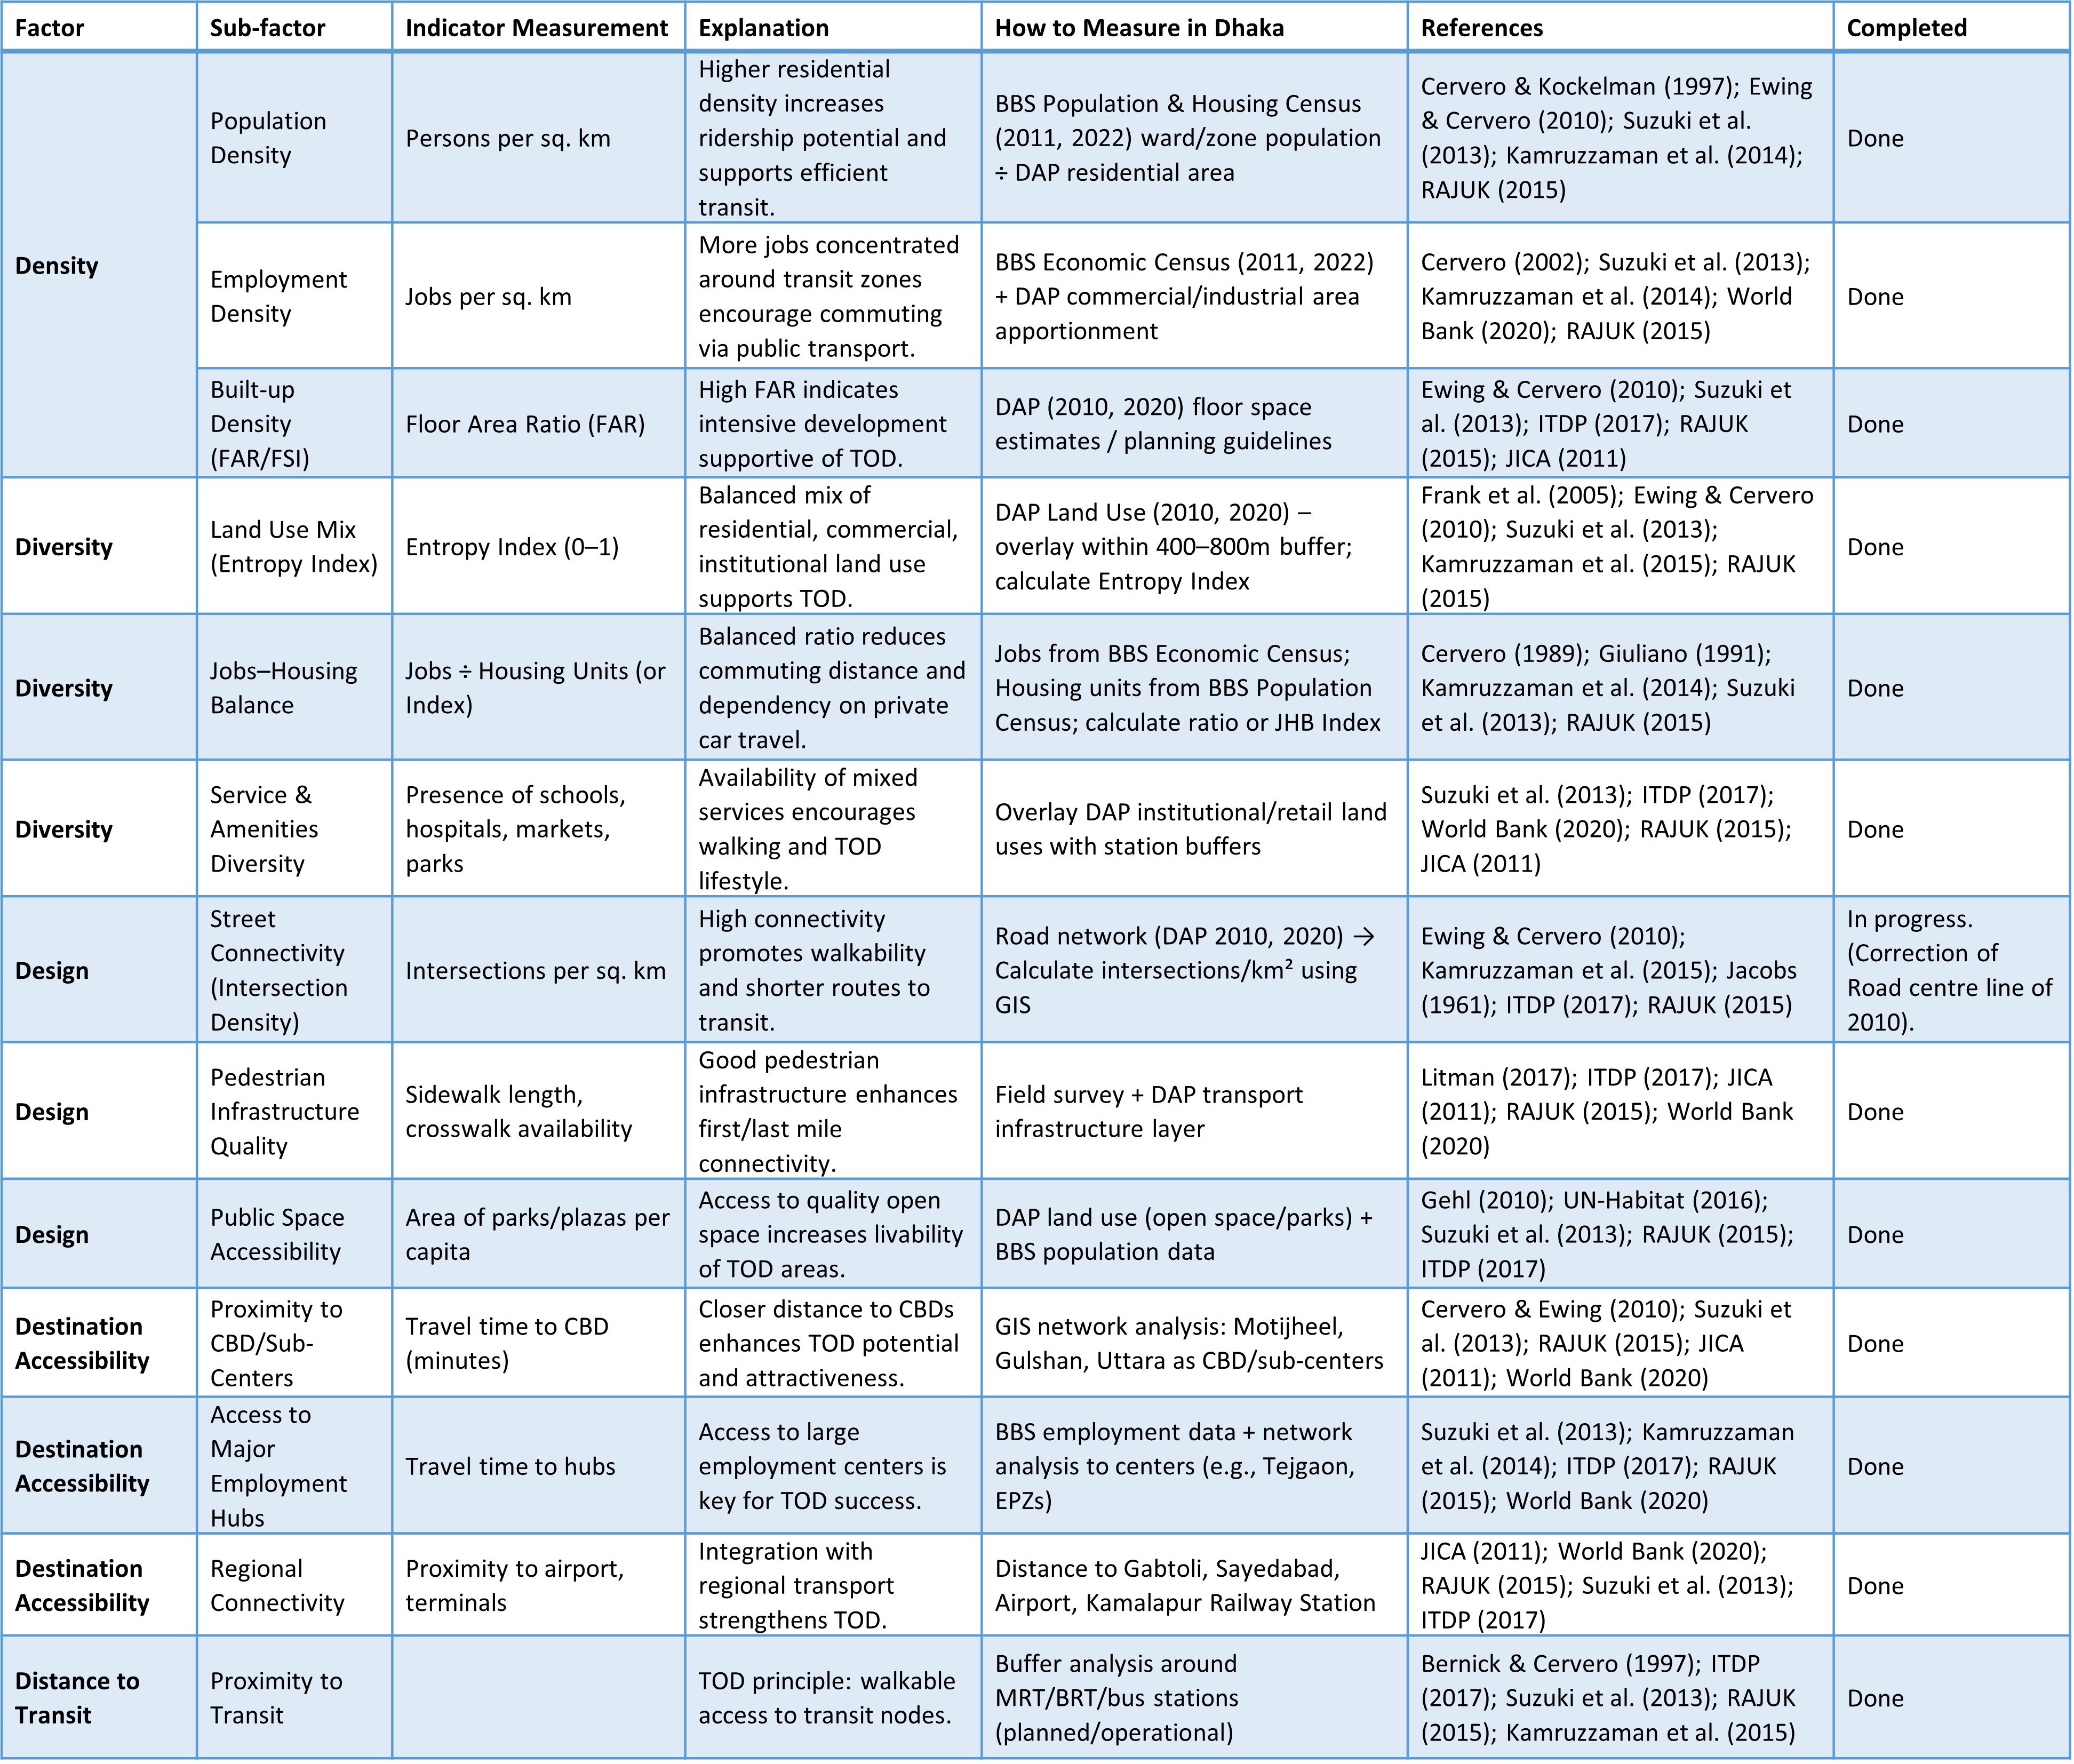 Factor
Sub-factor
Indicator Measurement
Explanation
How to Measure in Dhaka
References
Completed
Density
Population
Density
Persons per sq. km
Higher residential
density increases
ridership potential and
supports efficient
transit.
BBS Population & Housing Census
(2011, 2022) ward/zone population
÷ DAP residential area
Cervero & Kockelman (1997); Ewing
& Cervero (2010); Suzuki et al.
(2013); Kamruzzaman et al. (2014);
RAJUK (2015)
Done
Employment
Density
Jobs per sq. km
More jobs concentrated
around transit zones
encourage commuting
via public transport.
BBS Economic Census (2011, 2022)
+ DAP commercial/industrial area
apportionment
Cervero (2002); Suzuki et al. (2013);
Kamruzzaman et al. (2014); World
Bank (2020); RAJUK (2015)
Done
Built-up
Density
(FAR/FSI)
Floor Area Ratio (FAR)
High FAR indicates
intensive development
supportive of TOD.
DAP (2010, 2020) floor space
estimates / planning guidelines
Ewing & Cervero (2010); Suzuki et
al. (2013); ITDP (2017); RAJUK
(2015); JICA (2011)
Done
Diversity
Land Use Mix
(Entropy Index)
Entropy Index (0–1)
Balanced mix of
residential, commercial,
institutional land use
supports TOD.
DAP Land Use (2010, 2020) –
overlay within 400–800m buffer;
calculate Entropy Index
Frank et al. (2005); Ewing & Cervero
(2010); Suzuki et al. (2013);
Kamruzzaman et al. (2015); RAJUK
(2015)
Done
Diversity
Jobs–Housing
Balance
Jobs ÷ Housing Units (or
Index)
Balanced ratio reduces
commuting distance and
dependency on private
car travel.
Jobs from BBS Economic Census;
Housing units from BBS Population
Census; calculate ratio or JHB Index
Cervero (1989); Giuliano (1991);
Kamruzzaman et al. (2014); Suzuki
et al. (2013); RAJUK (2015)
Done
Diversity
Service &
Amenities
Diversity
Presence of schools,
hospitals, markets,
parks
Availability of mixed
services encourages
walking and TOD
lifestyle.
Overlay DAP institutional/retail land
uses with station buffers
Suzuki et al. (2013); ITDP (2017);
World Bank (2020); RAJUK (2015);
JICA (2011)
Done
Design
Street
Connectivity
(Intersection
Density)
Intersections per sq. km
High connectivity
promotes walkability
and shorter routes to
transit.
Road network (DAP 2010, 2020) →
Calculate intersections/km² using
GIS
Ewing & Cervero (2010);
Kamruzzaman et al. (2015); Jacobs
(1961); ITDP (2017); RAJUK (2015)
In progress.
(Correction of
Road centre line of
2010).
Design
Pedestrian
Infrastructure
Quality
Sidewalk length,
crosswalk availability
Good pedestrian
infrastructure enhances
first/last mile
connectivity.
Field survey + DAP transport
infrastructure layer
Litman (2017); ITDP (2017); JICA
(2011); RAJUK (2015); World Bank
(2020)
Done
Design
Public Space
Accessibility
Area of parks/plazas per
capita
Access to quality open
space increases livability
of TOD areas.
DAP land use (open space/parks) +
BBS population data
Gehl (2010); UN-Habitat (2016);
Suzuki et al. (2013); RAJUK (2015);
ITDP (2017)
Done
Destination
Accessibility
Proximity to
CBD/Sub-
Centers
Travel time to CBD
(minutes)
Closer distance to CBDs
enhances TOD potential
and attractiveness.
GIS network analysis: Motijheel,
Gulshan, Uttara as CBD/sub-centers
Cervero & Ewing (2010); Suzuki et
al. (2013); RAJUK (2015); JICA
(2011); World Bank (2020)
Done
Destination
Accessibility
Access to
Major
Employment
Hubs
Travel time to hubs
Access to large
employment centers is
key for TOD success.
BBS employment data + network
analysis to centers (e.g., Tejgaon,
EPZs)
Suzuki et al. (2013); Kamruzzaman
et al. (2014); ITDP (2017); RAJUK
(2015); World Bank (2020)
Done
Destination
Accessibility
Regional
Connectivity
Proximity to airport,
terminals
Integration with
regional transport
strengthens TOD.
Distance to Gabtoli, Sayedabad,
Airport, Kamalapur Railway Station
JICA (2011); World Bank (2020);
RAJUK (2015); Suzuki et al. (2013);
ITDP (2017)
Done
Distance to
Transit
Proximity to
Transit
TOD principle: walkable
access to transit nodes.
Buffer analysis around
MRT/BRT/bus stations
(planned/operational)
Bernick & Cervero (1997); ITDP
(2017); Suzuki et al. (2013); RAJUK
(2015); Kamruzzaman et al. (2015)
Done